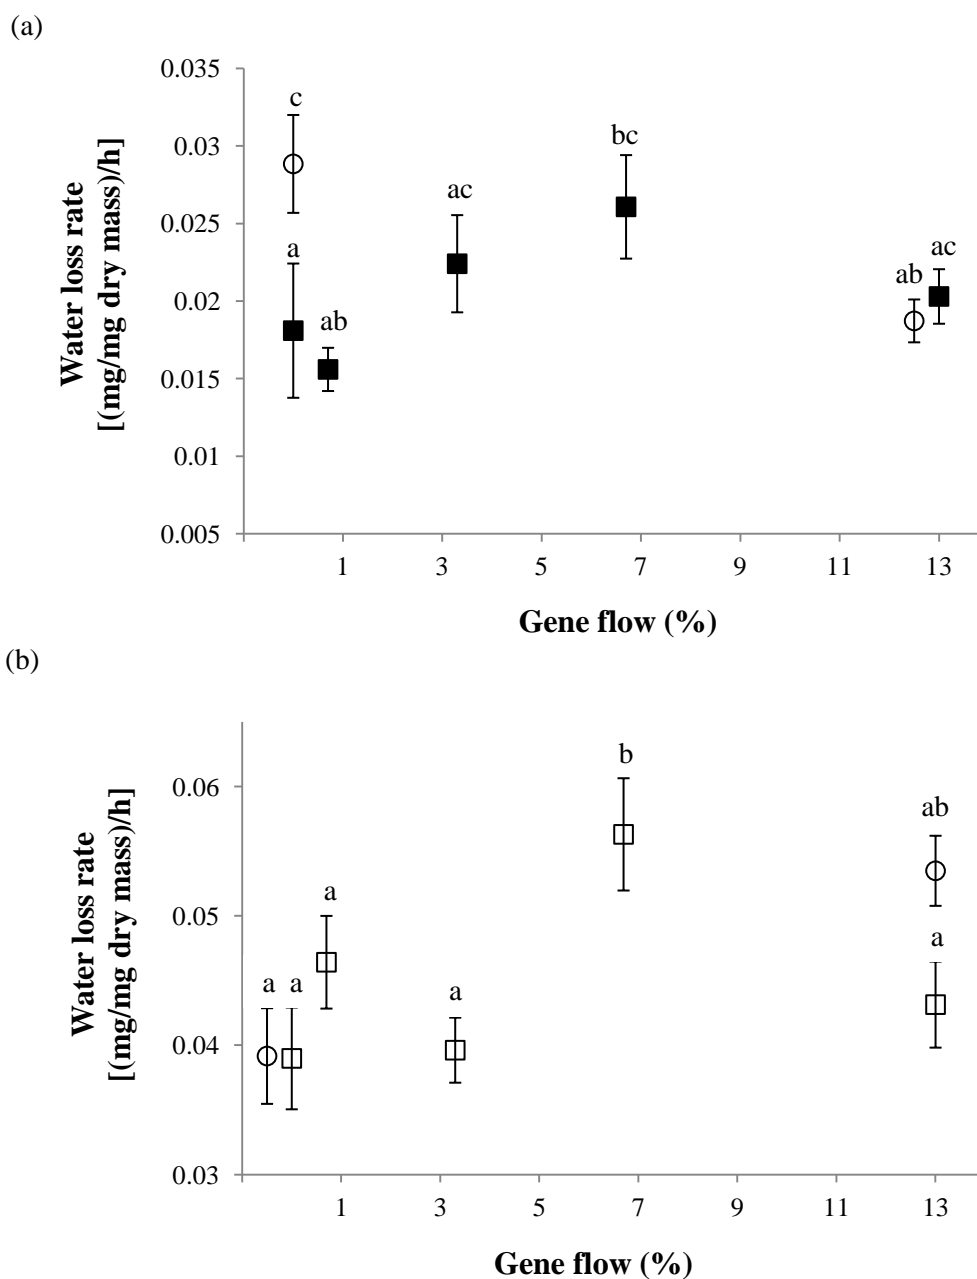 (a)
0.035
c
0.03
bc
ac
0.025
a
ab
ac
0.02
ab
0.015
0.01
0.005
Water loss rate
[(mg/mg dry mass)/h]
1 3 5 7 9 11 13
Gene flow (%)
(b)
b
0.06
ab
a
0.05
a
a a a
0.04
0.03
Water loss rate
[(mg/mg dry mass)/h]
1 3 5 7 9 11 13
Gene flow (%)